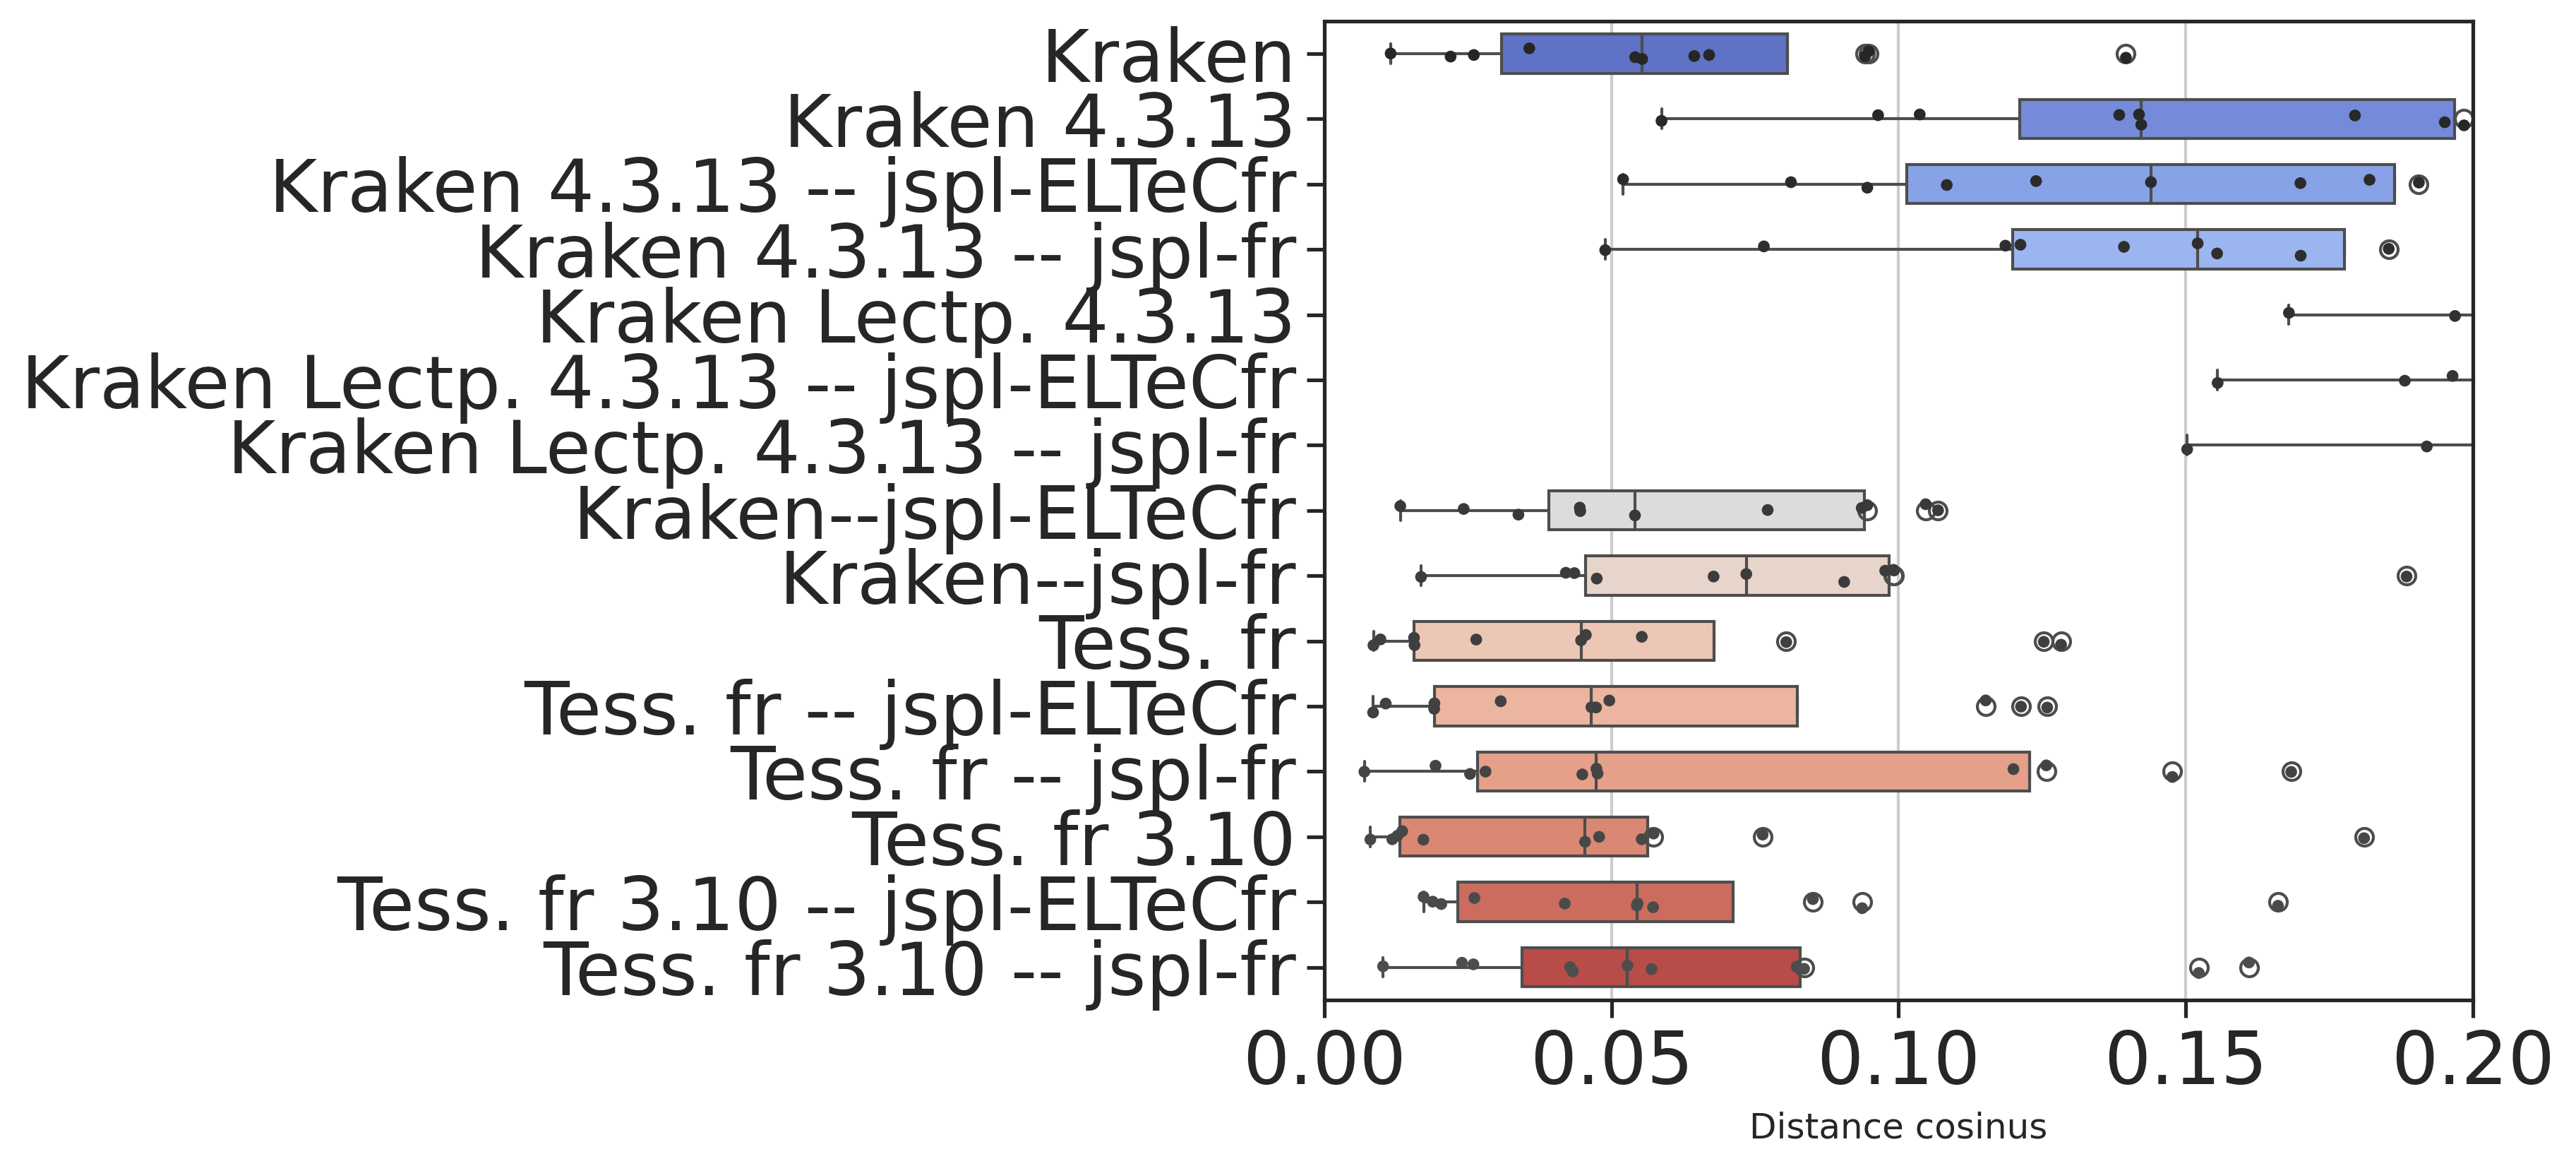 Kraken
Kraken 4.3.13
Kraken 4.3.13 -- jspl-ELTeCfr
Kraken 4.3.13 -- jspl-fr
Kraken Lectp. 4.3.13
Kraken Lectp. 4.3.13 -- jspl-ELTeCfr
Kraken Lectp. 4.3.13 -- jspl-fr
Kraken--jspl-ELTeCfr
Kraken--jspl-fr
Tess. fr
Tess. fr -- jspl-ELTeCfr
Tess. fr -- jspl-fr
Tess. fr 3.10
Tess. fr 3.10 -- jspl-ELTeCfr
Tess. fr 3.10 -- jspl-fr
0.00 0.05 0.10 0.15 0.20
Distance cosinus